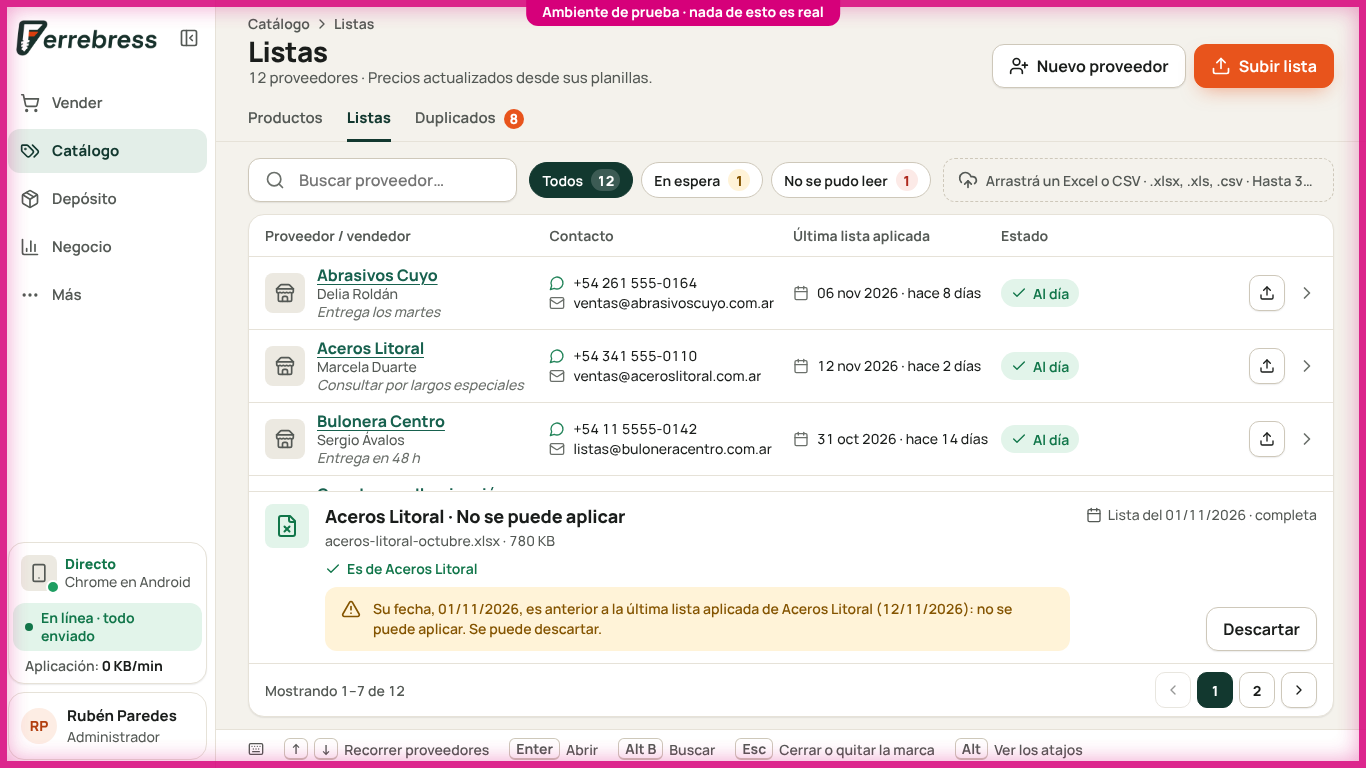 Ambiente de prueba · nada de esto es real
Ferrebress
Vender
Catálogo
Depósito
Negocio
Más
Directo
Chrome en Android
En línea · todo
enviado
Aplicación: 0 KB/min
RP
Rubén Paredes
Administrador
Catálogo > Listas
Listas
12 proveedores · Precios actualizados desde sus planillas.
Nuevo proveedor
Subir lista
Productos
Listas
Duplicados 8
Buscar proveedor…
Todos 12
En espera 1
No se pudo leer 1
Arrastrá un Excel o CSV · .xlsx, .xls, .csv · Hasta 3…
Proveedor / vendedor
Contacto
Última lista aplicada
Estado
Abrasivos Cuyo
Delia Roldán
Entrega los martes
+54 261 555-0164
ventas@abrasivoscuyo.com.ar
06 nov 2026 · hace 8 días
Al día
Aceros Litoral
Marcela Duarte
Consultar por largos especiales
+54 341 555-0110
ventas@aceroslitoral.com.ar
12 nov 2026 · hace 2 días
Al día
Bulonera Centro
Sergio Ávalos
Entrega en 48 h
+54 11 5555-0142
listas@buloneracentro.com.ar
31 oct 2026 · hace 14 días
Al día
Aceros Litoral · No se puede aplicar
Lista del 01/11/2026 · completa
aceros-litoral-octubre.xlsx · 780 KB
Es de Aceros Litoral
Su fecha, 01/11/2026, es anterior a la última lista aplicada de Aceros Litoral (12/11/2026): no se
puede aplicar. Se puede descartar.
Descartar
Mostrando 1–7 de 12
1
2
↑ ↓ Recorrer proveedores
Enter Abrir
Alt B Buscar
Esc Cerrar o quitar la marca
Alt Ver los atajos